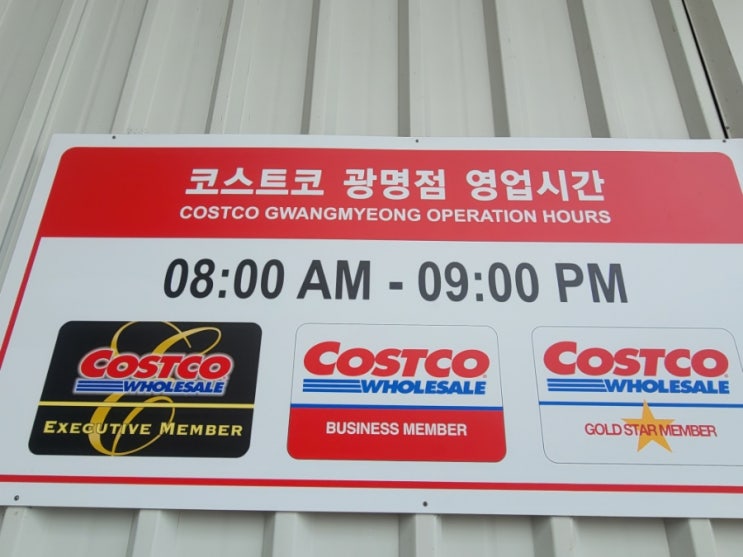 코스트코 광명점 영업시간
COSTCO GWANGMYEONG OPERATION HOURS
08:00 AM - 09:00 PM
COSTCO
WHOLESALE
EXECUTIVE MEMBER
COSTCO
WHOLESALE
BUSINESS MEMBER
COSTCO
WHOLESALE
GOLD STAR MEMBER